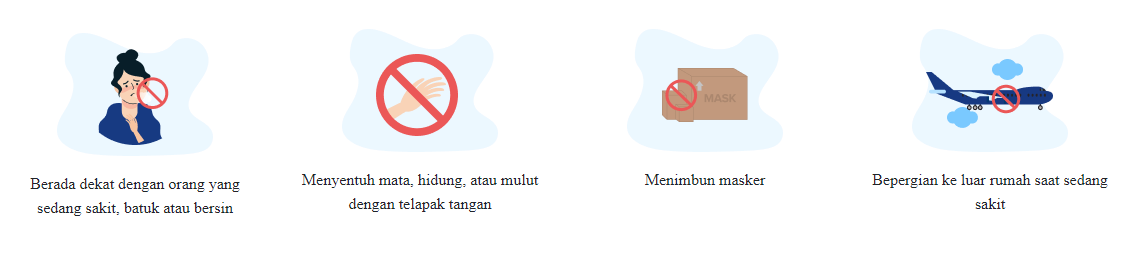 Berada dekat dengan orang yang
sedang sakit, batuk atau bersin
Menyentuh mata, hidung, atau mulut
dengan telapak tangan
MASK
Menimbun masker
Bepergian ke luar rumah saat sedang
sakit